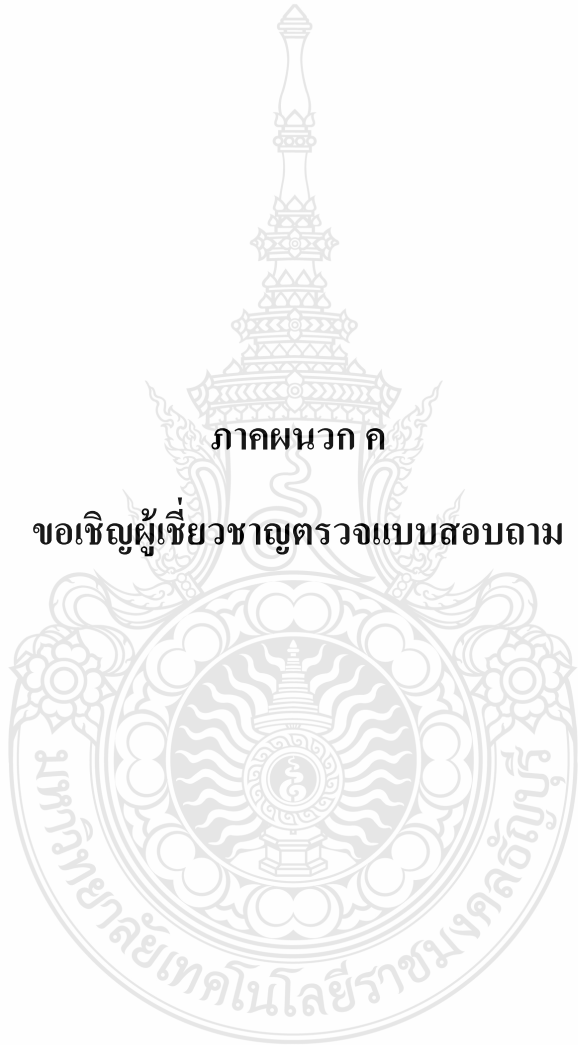 ภาคผนวก ค
ขอเชิญผู้เชี่ยวชาญตรวจแบบสอบถาม
มหาวิทยาลัยเทคโนโลยีราชมงคลธัญบุรี